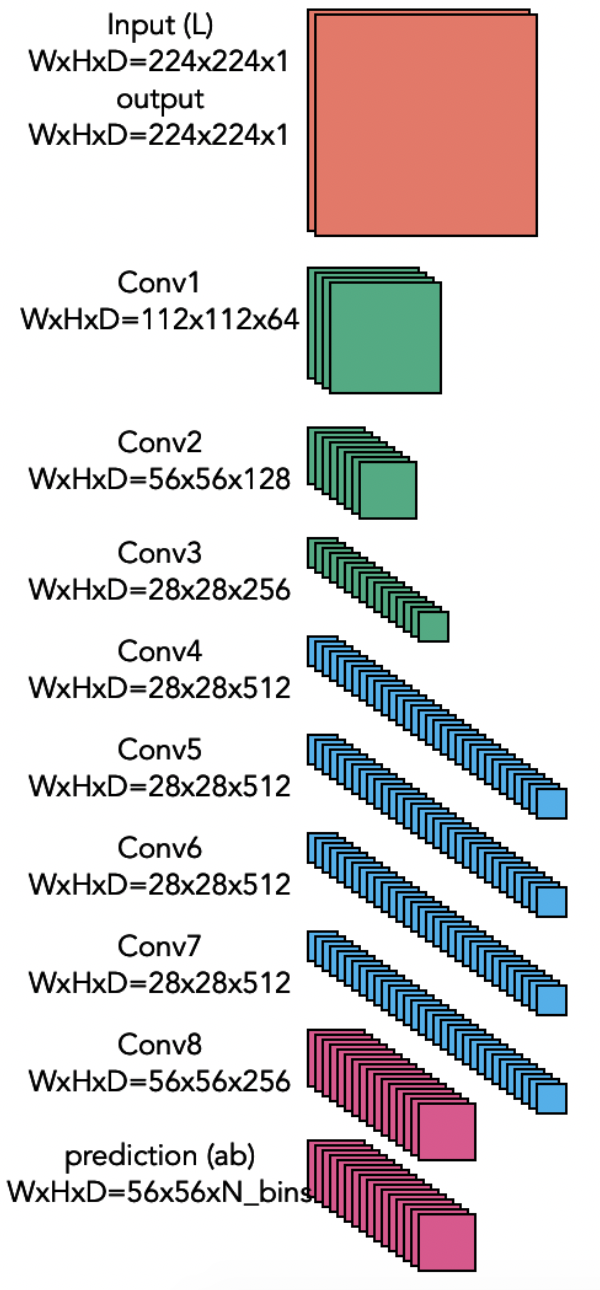 Input (L)
WxHxD=224x224x1
output
WxHxD=224x224x1
Conv1
WxHxD=112x112x64
Conv2
WxHxD=56x56x128
Conv3
WxHxD=28x28x256
Conv4
WxHxD=28x28x512
Conv5
WxHxD=28x28x512
Conv6
WxHxD=28x28x512
Conv7
WxHxD=28x28x512
Conv8
WxHxD=56x56x256
prediction (ab)
WxHxD=56x56xN_bins